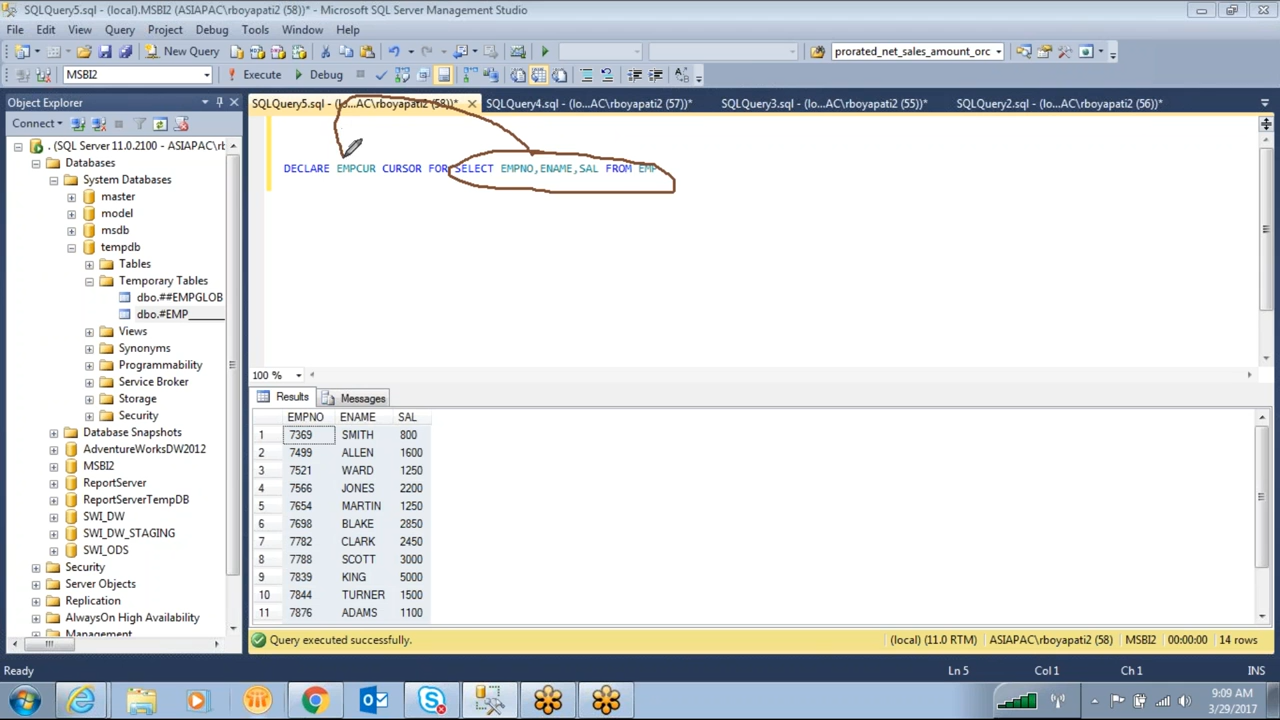 SQLQuery5.sql - (local).MSBI2 (ASIAPAC\rboyapati2 (58))* - Microsoft SQL Server Management Studio
File Edit View Query Project Debug Tools Window Help
New Query prorated_net_sales_amount_orc
MSBI2 Execute Debug
Object Explorer
SQLQuery5.sql - (lo...AC\rboyapati2 (58))* SQLQuery4.sql - (lo...AC\rboyapati2 (57))* SQLQuery3.sql - (lo...AC\rboyapati2 (55))* SQLQuery2.sql - (lo...AC\rboyapati2 (56))*
Connect
. (SQL Server 11.0.2100 - ASIAPAC\
Databases
System Databases
master
model
msdb
tempdb
Tables
Temporary Tables
dbo.##EMPGLOB
dbo.#EMP______
Views
Synonyms
Programmability
Service Broker
Storage
Security
Database Snapshots
AdventureWorksDW2012
MSBI2
ReportServer
ReportServerTempDB
SWI_DW
SWI_DW_STAGING
SWI_ODS
Security
Server Objects
Replication
AlwaysOn High Availability
Management
DECLARE EMPCUR CURSOR FOR SELECT EMPNO,ENAME,SAL FROM EMP
100 %
Results Messages
EMPNO ENAME SAL
1 7369 SMITH 800
2 7499 ALLEN 1600
3 7521 WARD 1250
4 7566 JONES 2200
5 7654 MARTIN 1250
6 7698 BLAKE 2850
7 7782 CLARK 2450
8 7788 SCOTT 3000
9 7839 KING 5000
10 7844 TURNER 1500
11 7876 ADAMS 1100
Query executed successfully. (local) (11.0 RTM) ASIAPAC\rboyapati2 (58) MSBI2 00:00:00 14 rows
Ready Ln 5 Col 1 Ch 1 INS
9:09 AM
3/29/2017